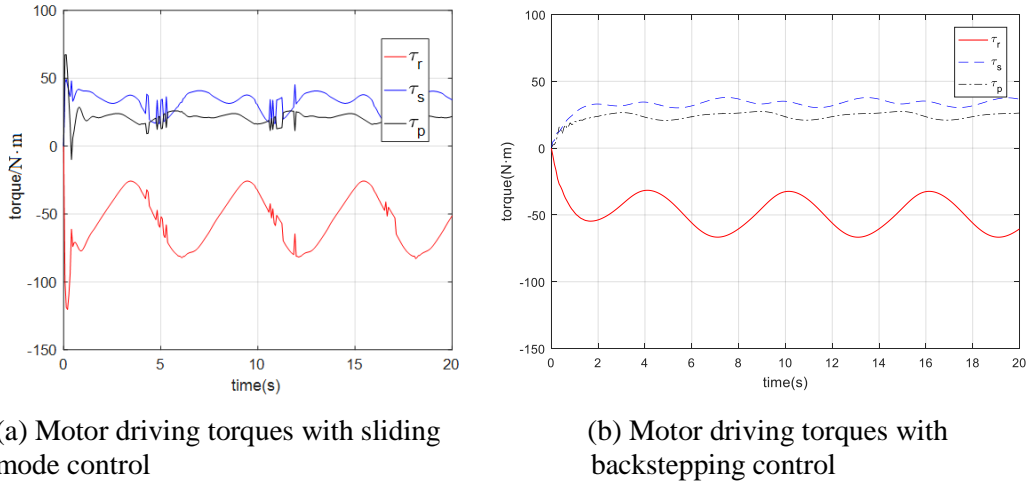 100
50
0
-50
-100
-150
torque/N·m
0 5 10 15 20
time(s)
τr
τs
τp
100
50
0
-50
-100
-150
torque(N·m)
0 2 4 6 8 10 12 14 16 18 20
time(s)
τr
τs
τp
(a) Motor driving torques with sliding
mode control
(b) Motor driving torques with
backstepping control